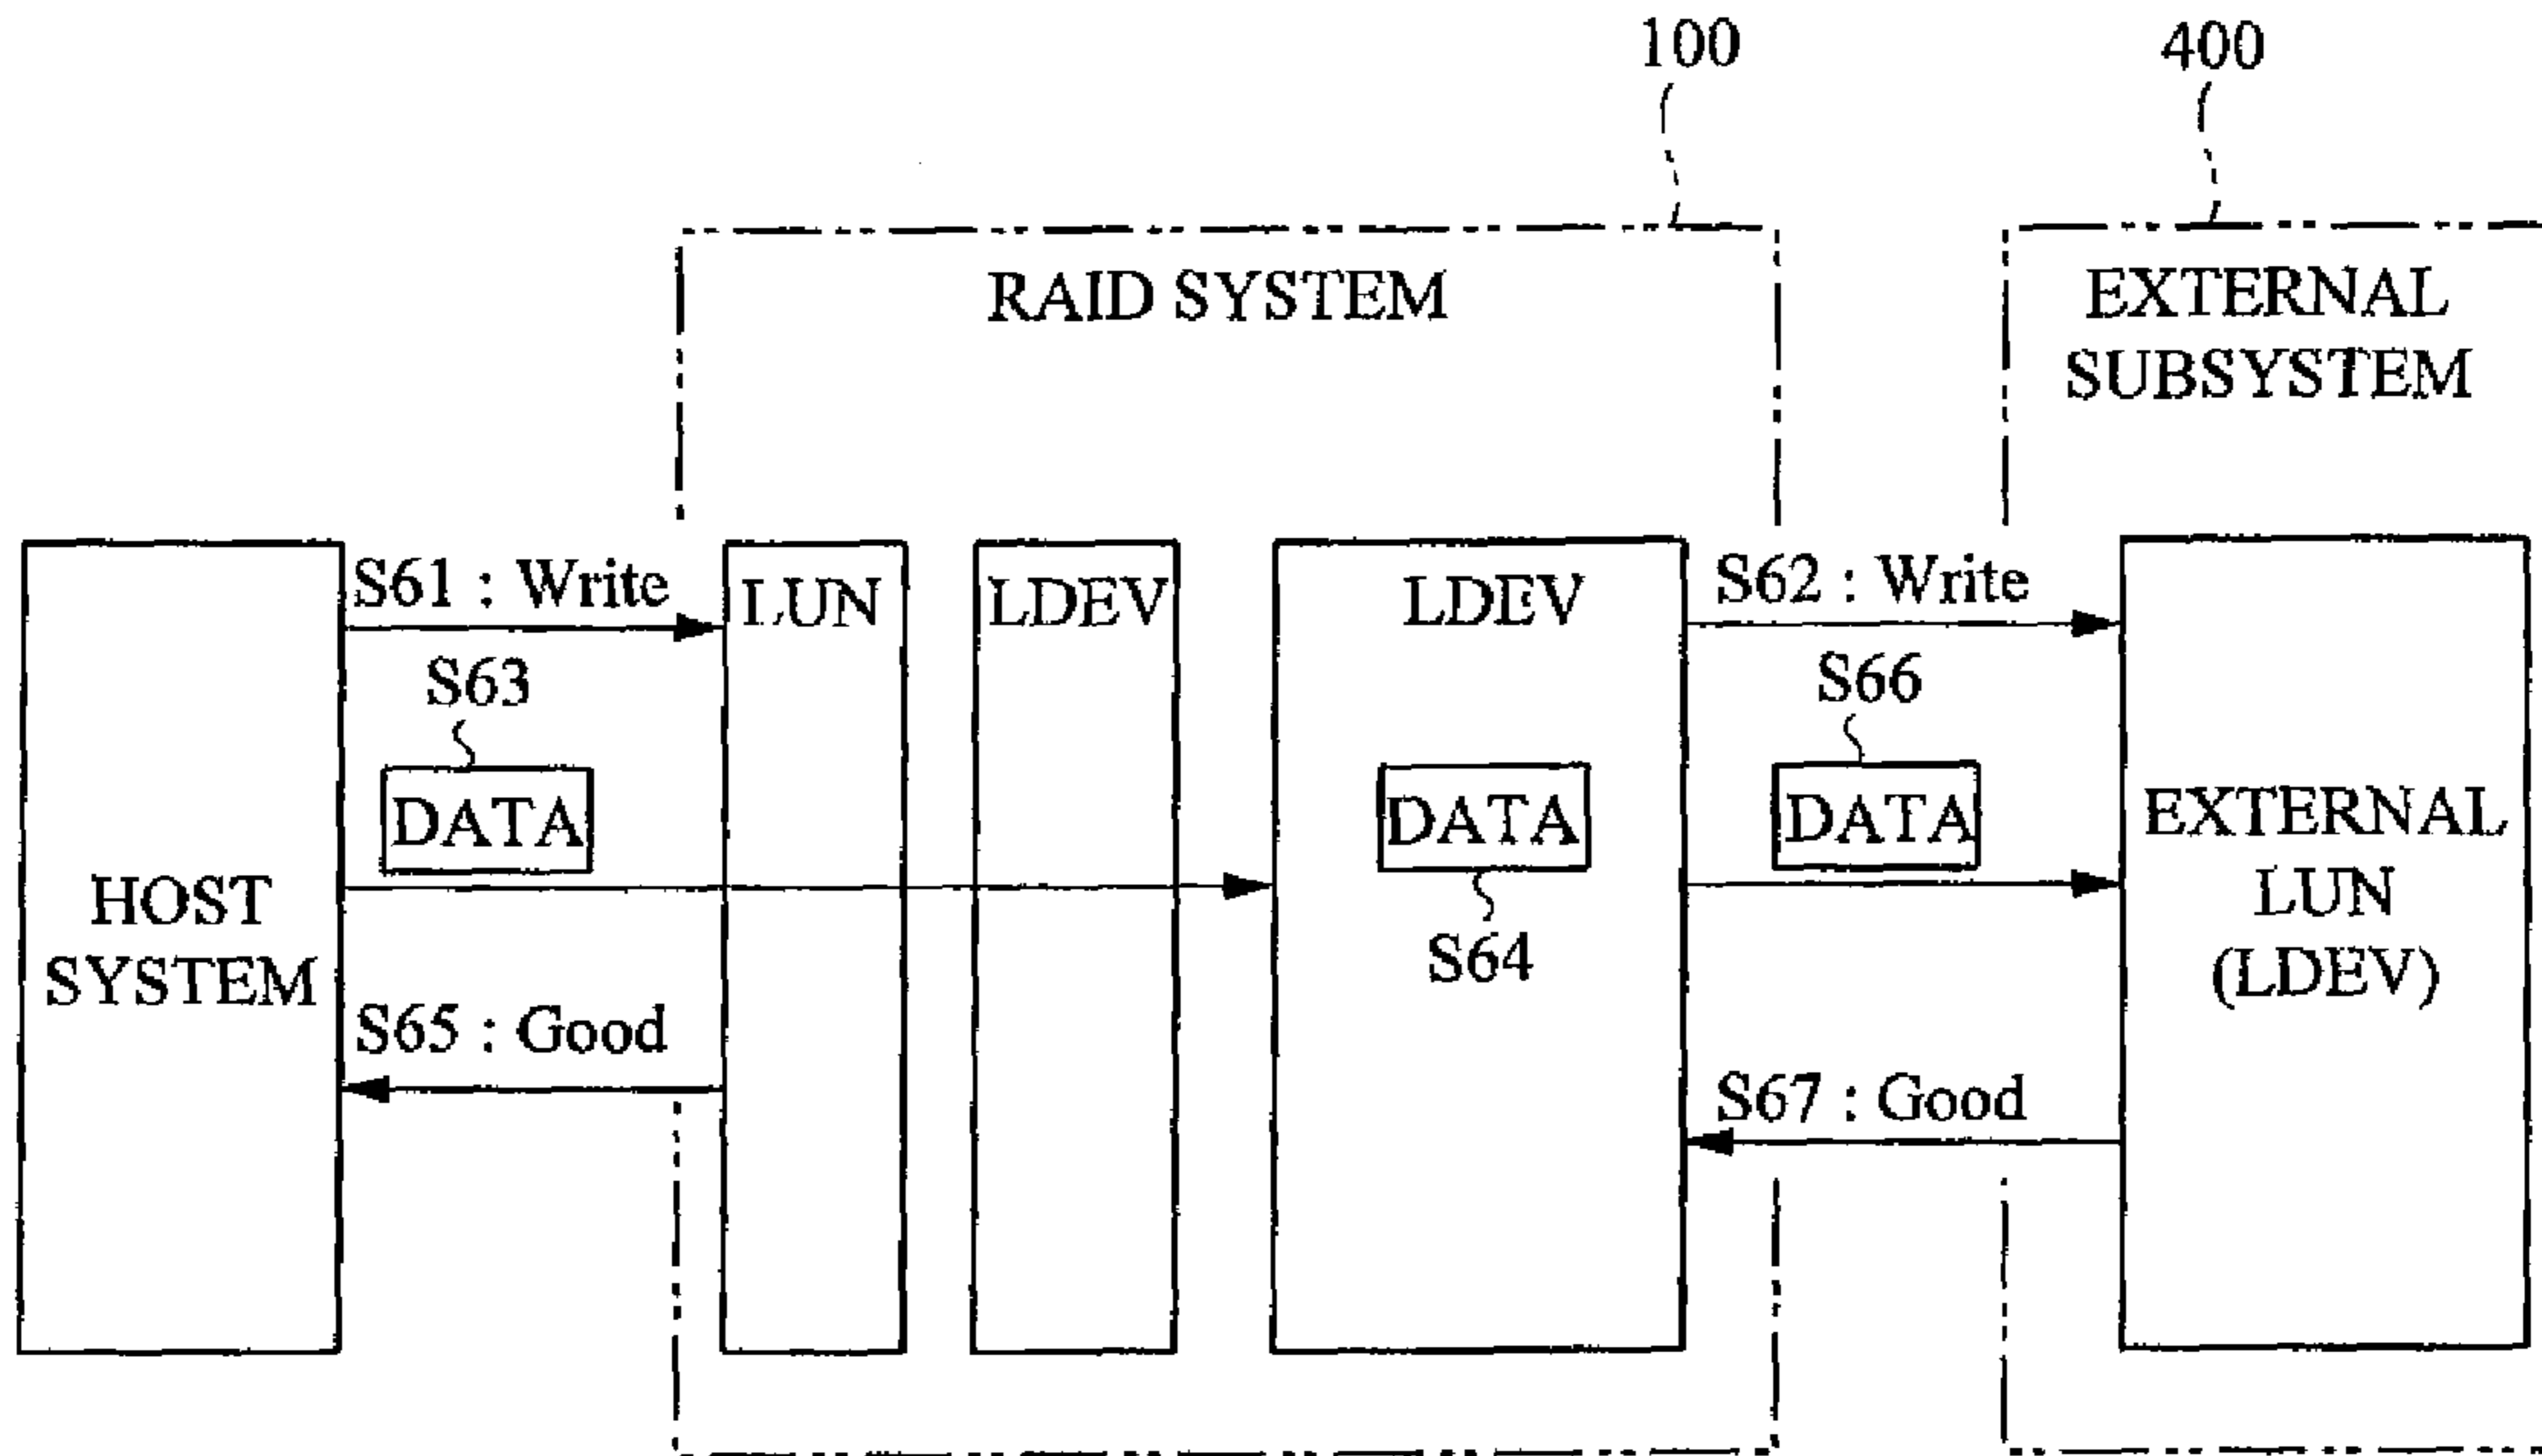 100
400
RAID SYSTEM
EXTERNAL
SUBSYSTEM
S61 : Write
LUN
LDEV
LDEV
S62 : Write
S63
S66
DATA
DATA
DATA
HOST
SYSTEM
EXTERNAL
LUN
(LDEV)
S64
S65 : Good
S67 : Good